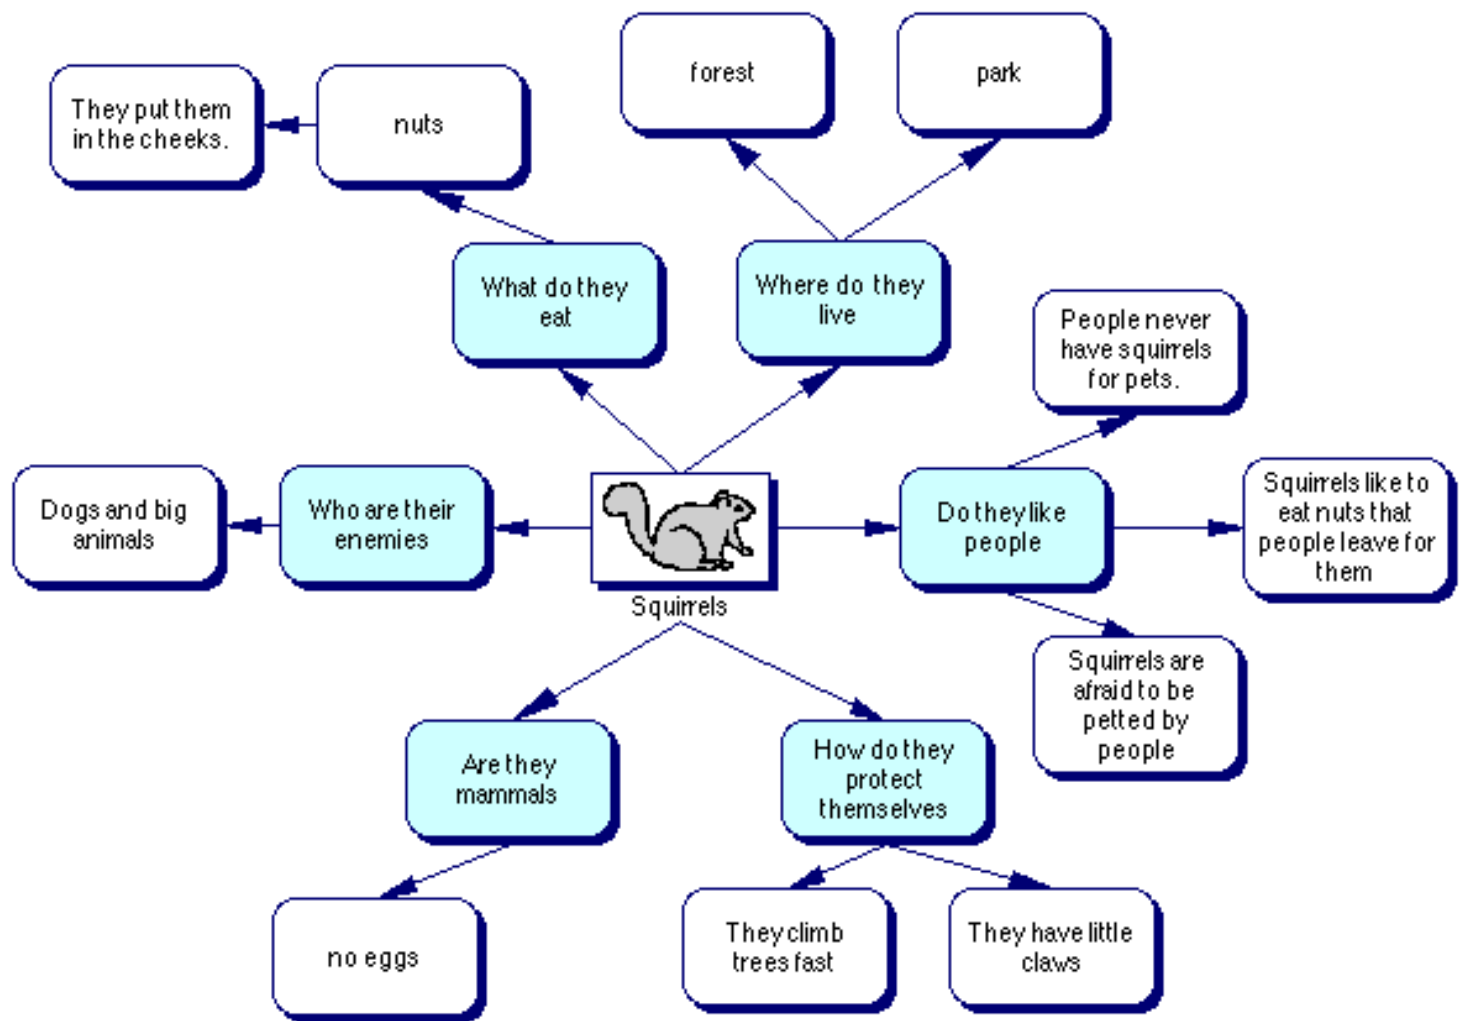 forest
park
They put them
in the cheeks.
nuts
What do they
eat
Where do they
live
People never
have squirrels
for pets.
Dogs and big
animals
Who are their
enemies
Squirrels
Do they like
people
Squirrels like to
eat nuts that
people leave for
them
Squirrels are
afraid to be
petted by
people
Are they
mammals
How do they
protect
themselves
no eggs
They climb
trees fast
They have little
claws